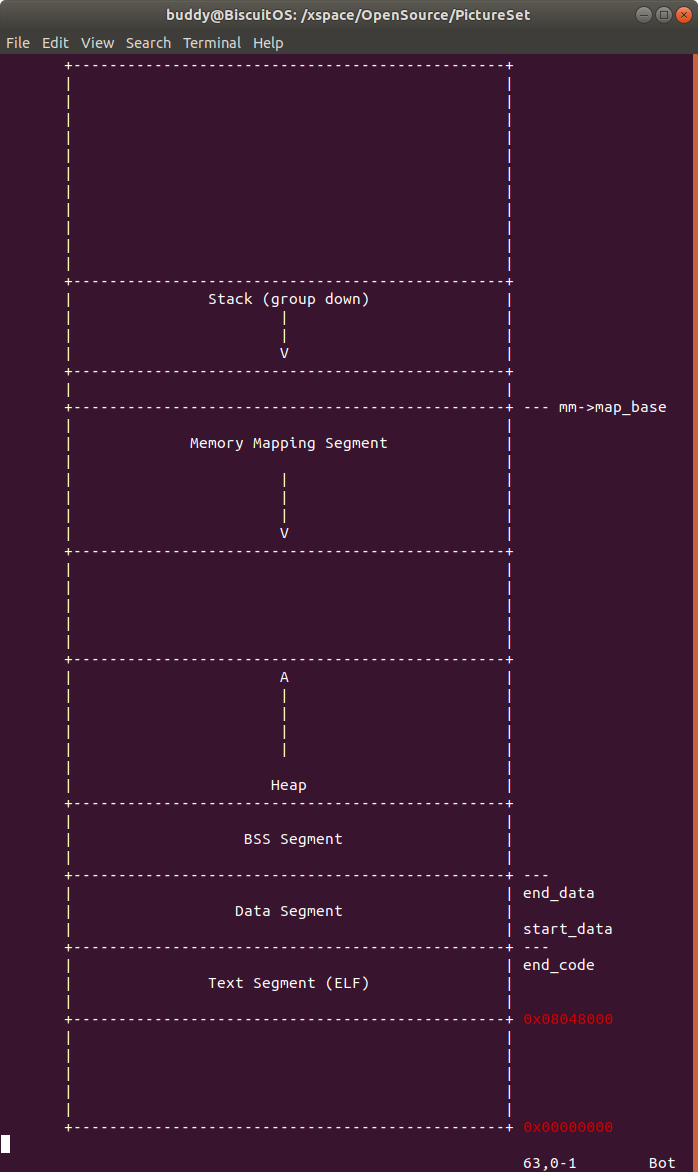 buddy@BiscuitOS: /xspace/OpenSource/PictureSet
File Edit View Search Terminal Help
Stack (group down)
V
--- mm->map_base
Memory Mapping Segment
V
A
Heap
BSS Segment
---
end_data
Data Segment
start_data
---
end_code
Text Segment (ELF)
0x08048000
0x00000000
63,0-1 Bot